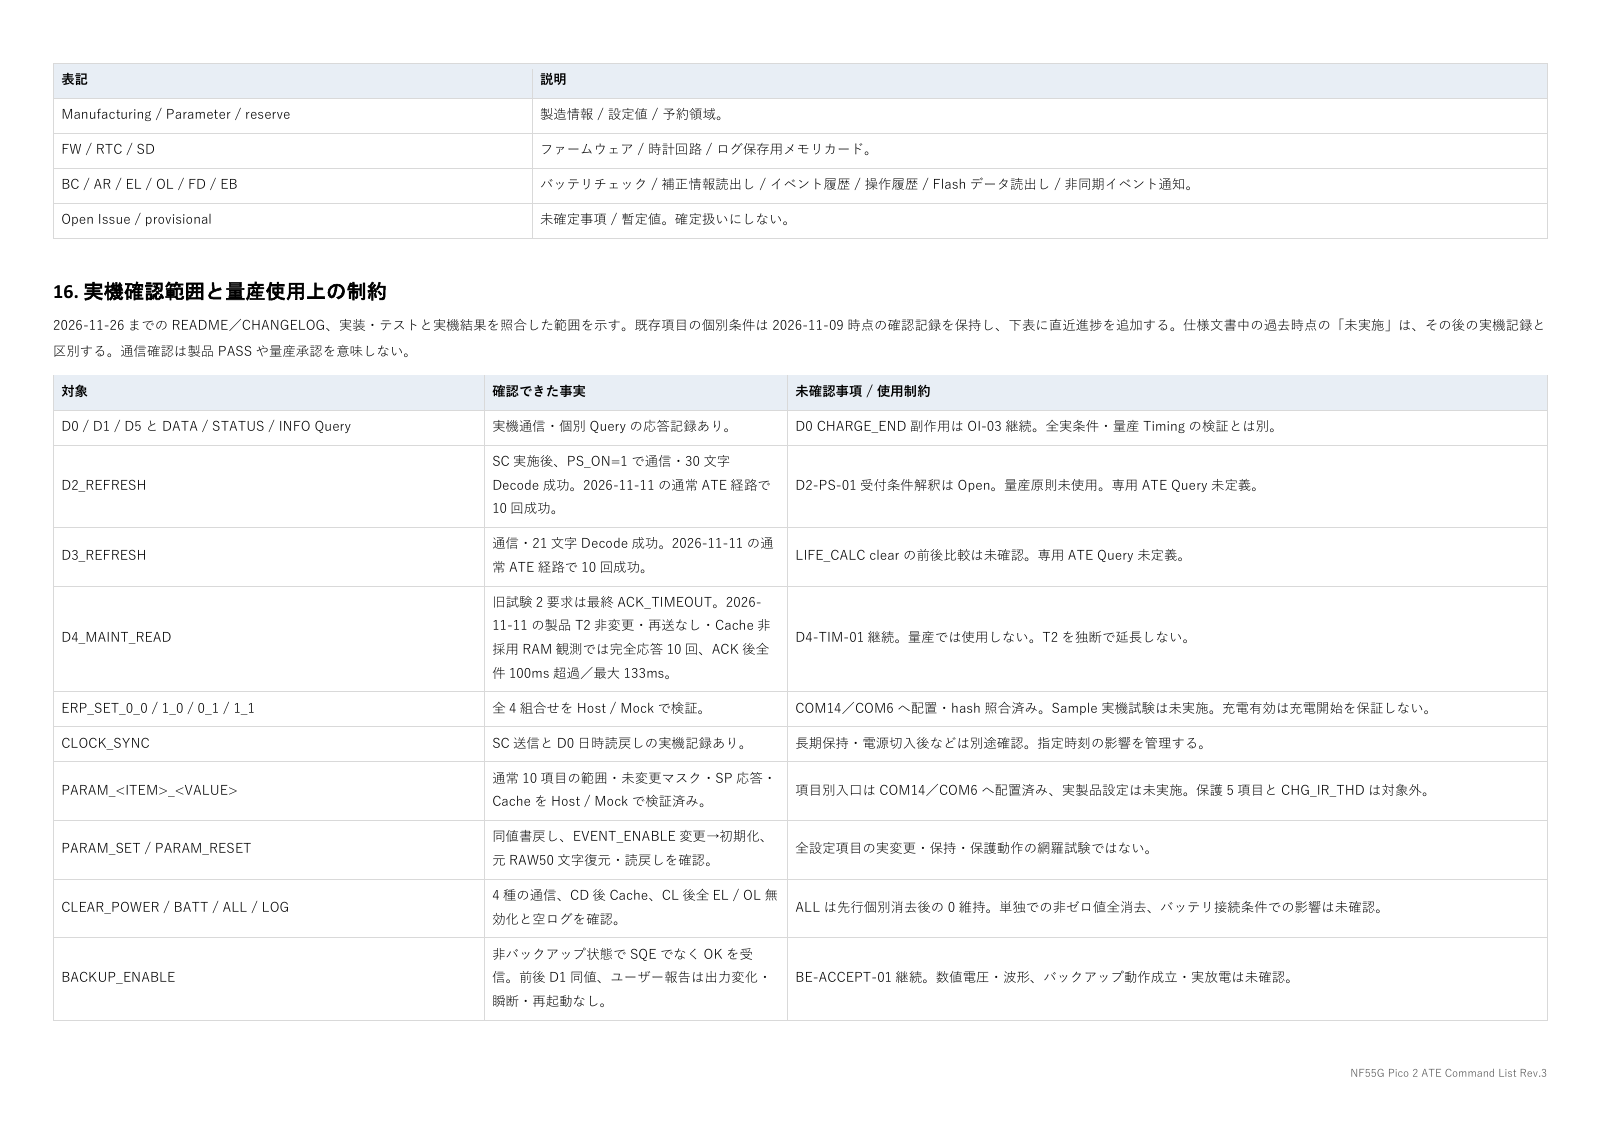 表記 説明
Manufacturing / Parameter / reserve 製造情報 / 設定値 / 予約領域。
FW / RTC / SD ファームウェア / 時計回路 / ログ保存用メモリカード。
BC / AR / EL / OL / FD / EB バッテリチェック / 補正情報読出し / イベント履歴 / 操作履歴 / Flash データ読出し / 非同期イベント通知。
Open Issue / provisional 未確定事項 / 暫定値。確定扱いにしない。
16. 実機確認範囲と量産使用上の制約
2026-11-26 までの README／CHANGELOG、実装・テストと実機結果を照合した範囲を示す。既存項目の個別条件は 2026-11-09 時点の確認記録を保持し、下表に直近進捗を追加する。仕様文書中の過去時点の「未実施」は、その後の実機記録と
区別する。通信確認は製品 PASS や量産承認を意味しない。
対象 確認できた事実 未確認事項 / 使用制約
D0 / D1 / D5 と DATA / STATUS / INFO Query 実機通信・個別 Query の応答記録あり。 D0 CHARGE_END 副作用は OI-03 継続。全実条件・量産 Timing の検証とは別。
D2_REFRESH
SC 実施後、PS_ON=1 で通信・30 文字
Decode 成功。2026-11-11 の通常 ATE 経路で
10 回成功。
D2-PS-01 受付条件解釈は Open。量産原則未使用。専用 ATE Query 未定義。
D3_REFRESH
通信・21 文字 Decode 成功。2026-11-11 の通
常 ATE 経路で 10 回成功。
LIFE_CALC clear の前後比較は未確認。専用 ATE Query 未定義。
D4_MAINT_READ
旧試験 2 要求は最終 ACK_TIMEOUT。2026-
11-11 の製品 T2 非変更・再送なし・Cache 非
採用 RAM 観測では完全応答 10 回、ACK 後全
件 100ms 超過／最大 133ms。
D4-TIM-01 継続。量産では使用しない。T2 を独断で延長しない。
ERP_SET_0_0 / 1_0 / 0_1 / 1_1 全 4 組合せを Host / Mock で検証。 COM14／COM6 へ配置・hash 照合済み。Sample 実機試験は未実施。充電有効は充電開始を保証しない。
CLOCK_SYNC SC 送信と D0 日時読戻しの実機記録あり。 長期保持・電源切入後などは別途確認。指定時刻の影響を管理する。
PARAM_<ITEM>_<VALUE>
通常 10 項目の範囲・未変更マスク・SP 応答・
Cache を Host / Mock で検証済み。
項目別入口は COM14／COM6 へ配置済み、実製品設定は未実施。保護 5 項目と CHG_IR_THD は対象外。
PARAM_SET / PARAM_RESET
同値書戻し、EVENT_ENABLE 変更→初期化、
元 RAW50 文字復元・読戻しを確認。
全設定項目の実変更・保持・保護動作の網羅試験ではない。
CLEAR_POWER / BATT / ALL / LOG
4 種の通信、CD 後 Cache、CL 後全 EL / OL 無
効化と空ログを確認。
ALL は先行個別消去後の 0 維持。単独での非ゼロ値全消去、バッテリ接続条件での影響は未確認。
BACKUP_ENABLE
非バックアップ状態で SQE でなく OK を受
信。前後 D1 同値、ユーザー報告は出力変化・
瞬断・再起動なし。
BE-ACCEPT-01 継続。数値電圧・波形、バックアップ動作成立・実放電は未確認。
NF55G Pico 2 ATE Command List Rev.3